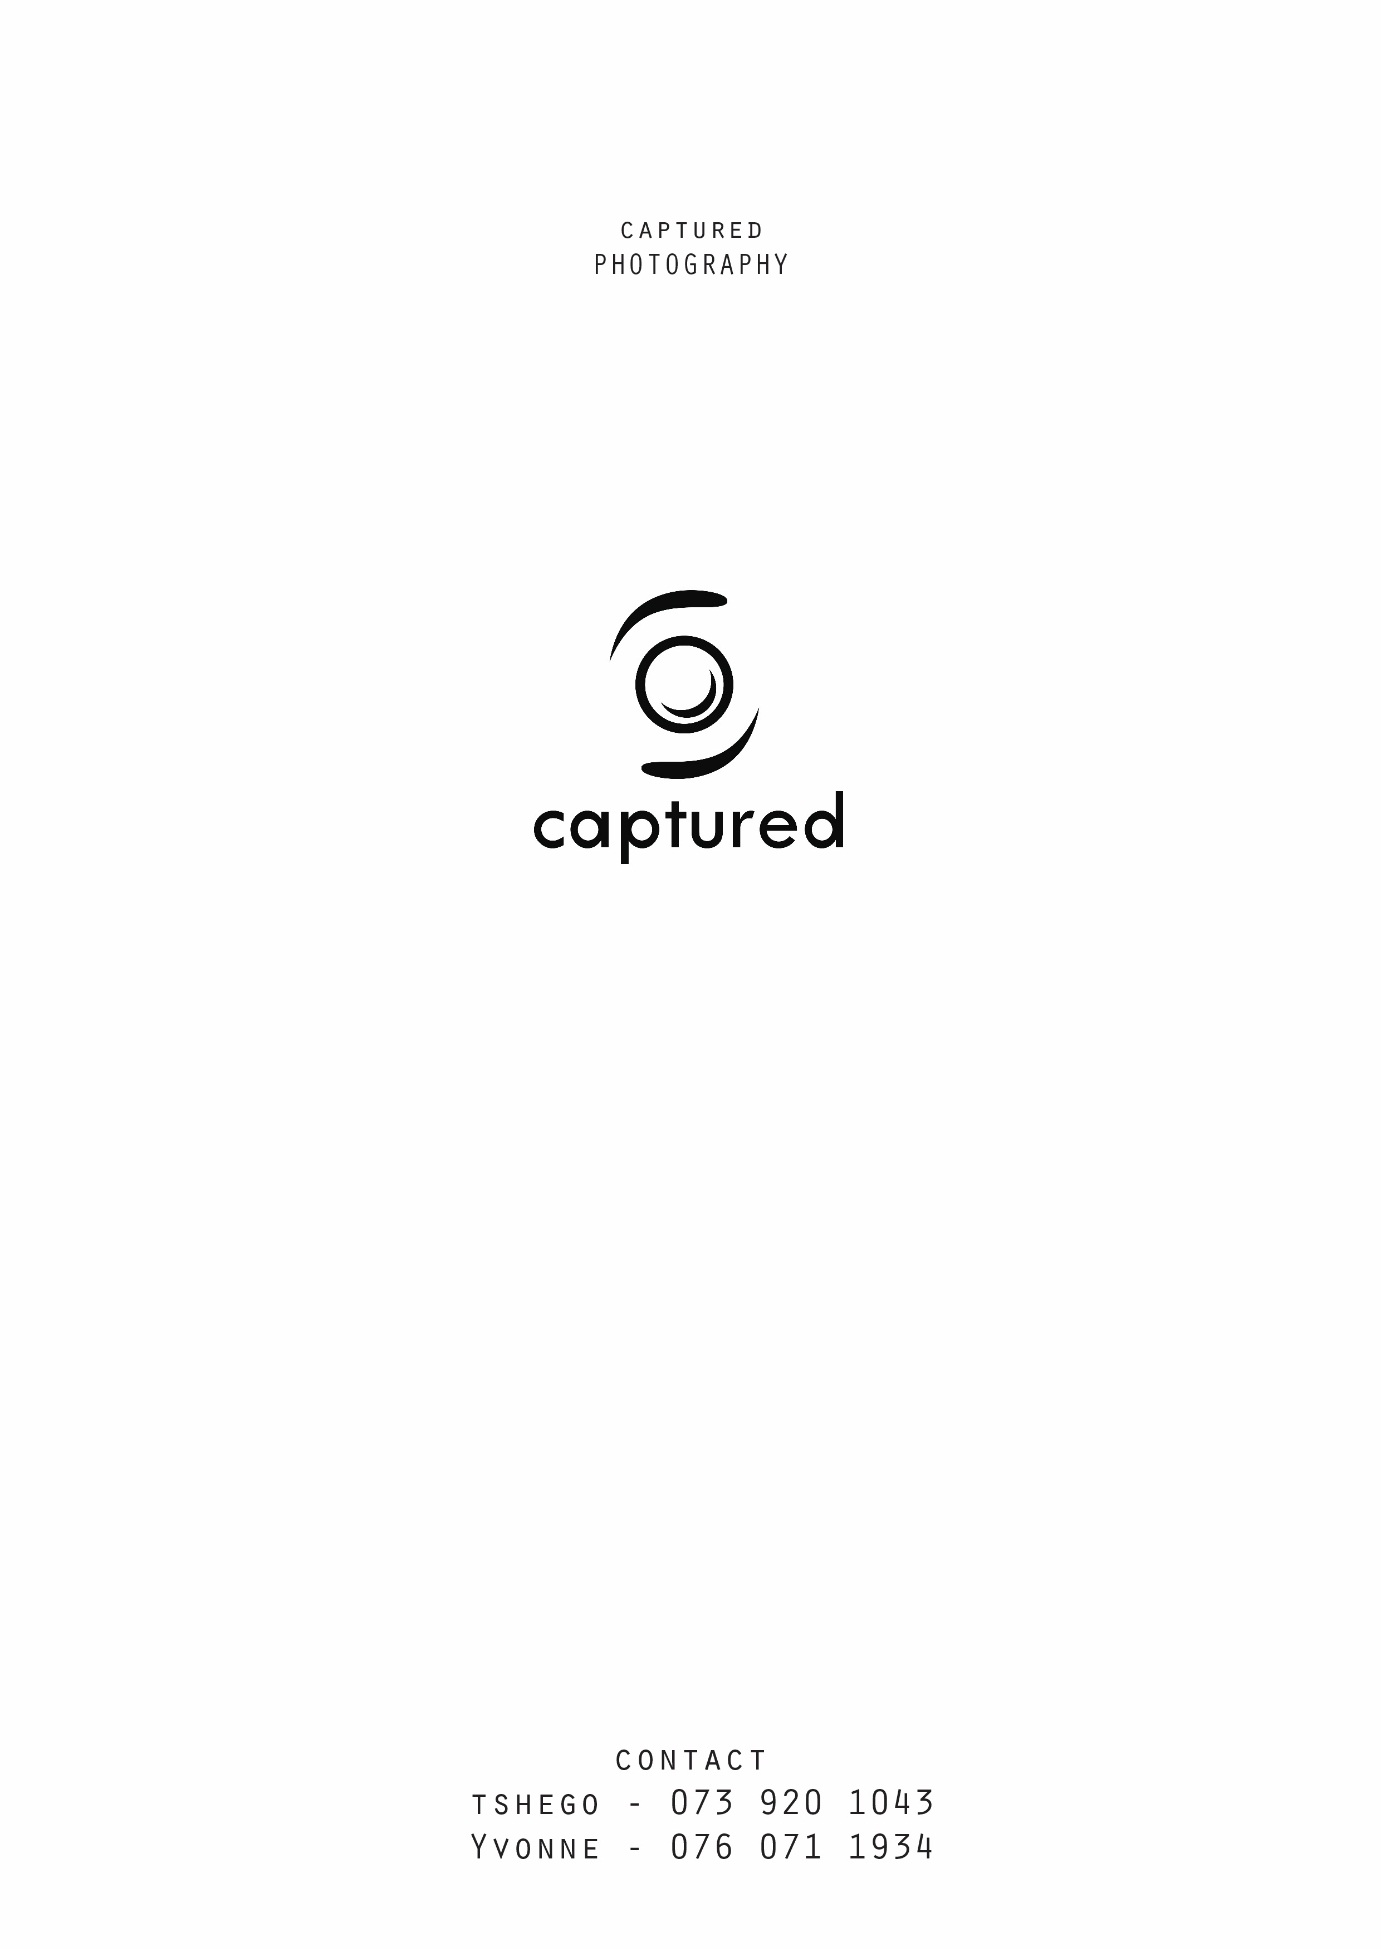 CAPTURED
PHOTOGRAPHY
captured
CONTACT
TSHEGO - 073 920 1043
YVONNE - 076 071 1934